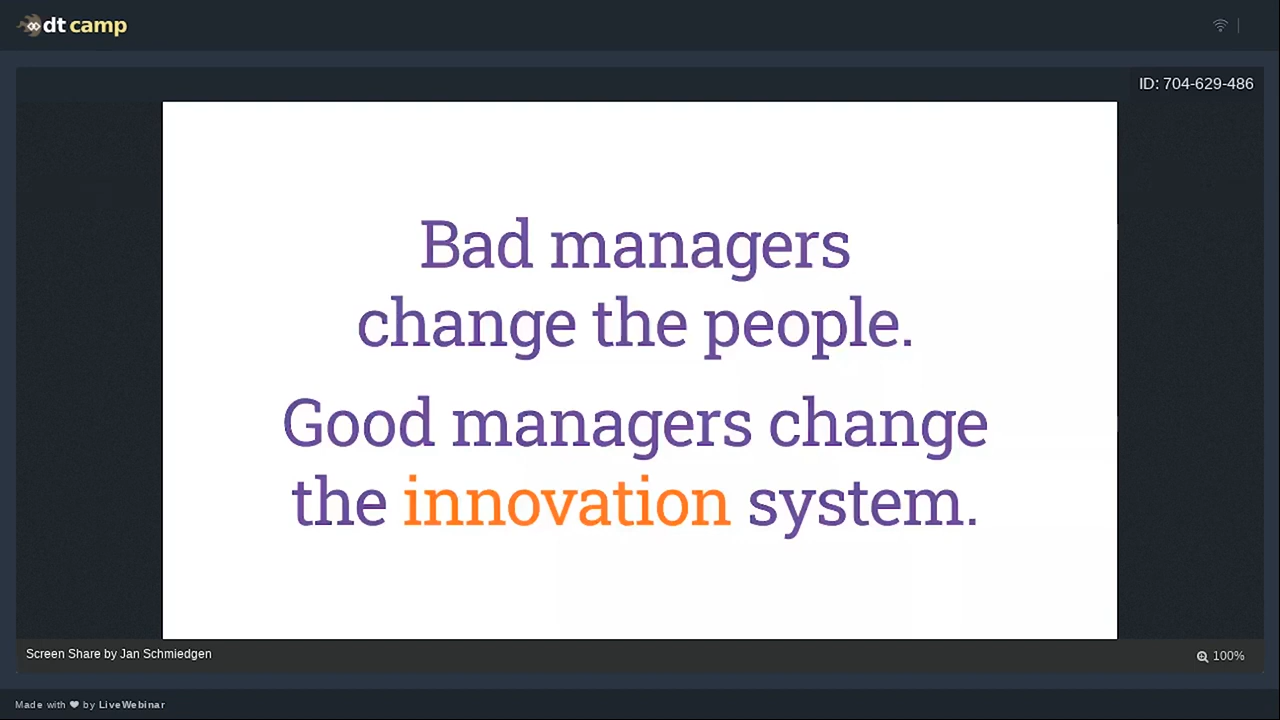 dt camp
ID: 704-629-486
Bad managers
change the people.
Good managers change
the innovation system.
Screen Share by Jan Schmiedgen
100%
Made with ❤ by LiveWebinar